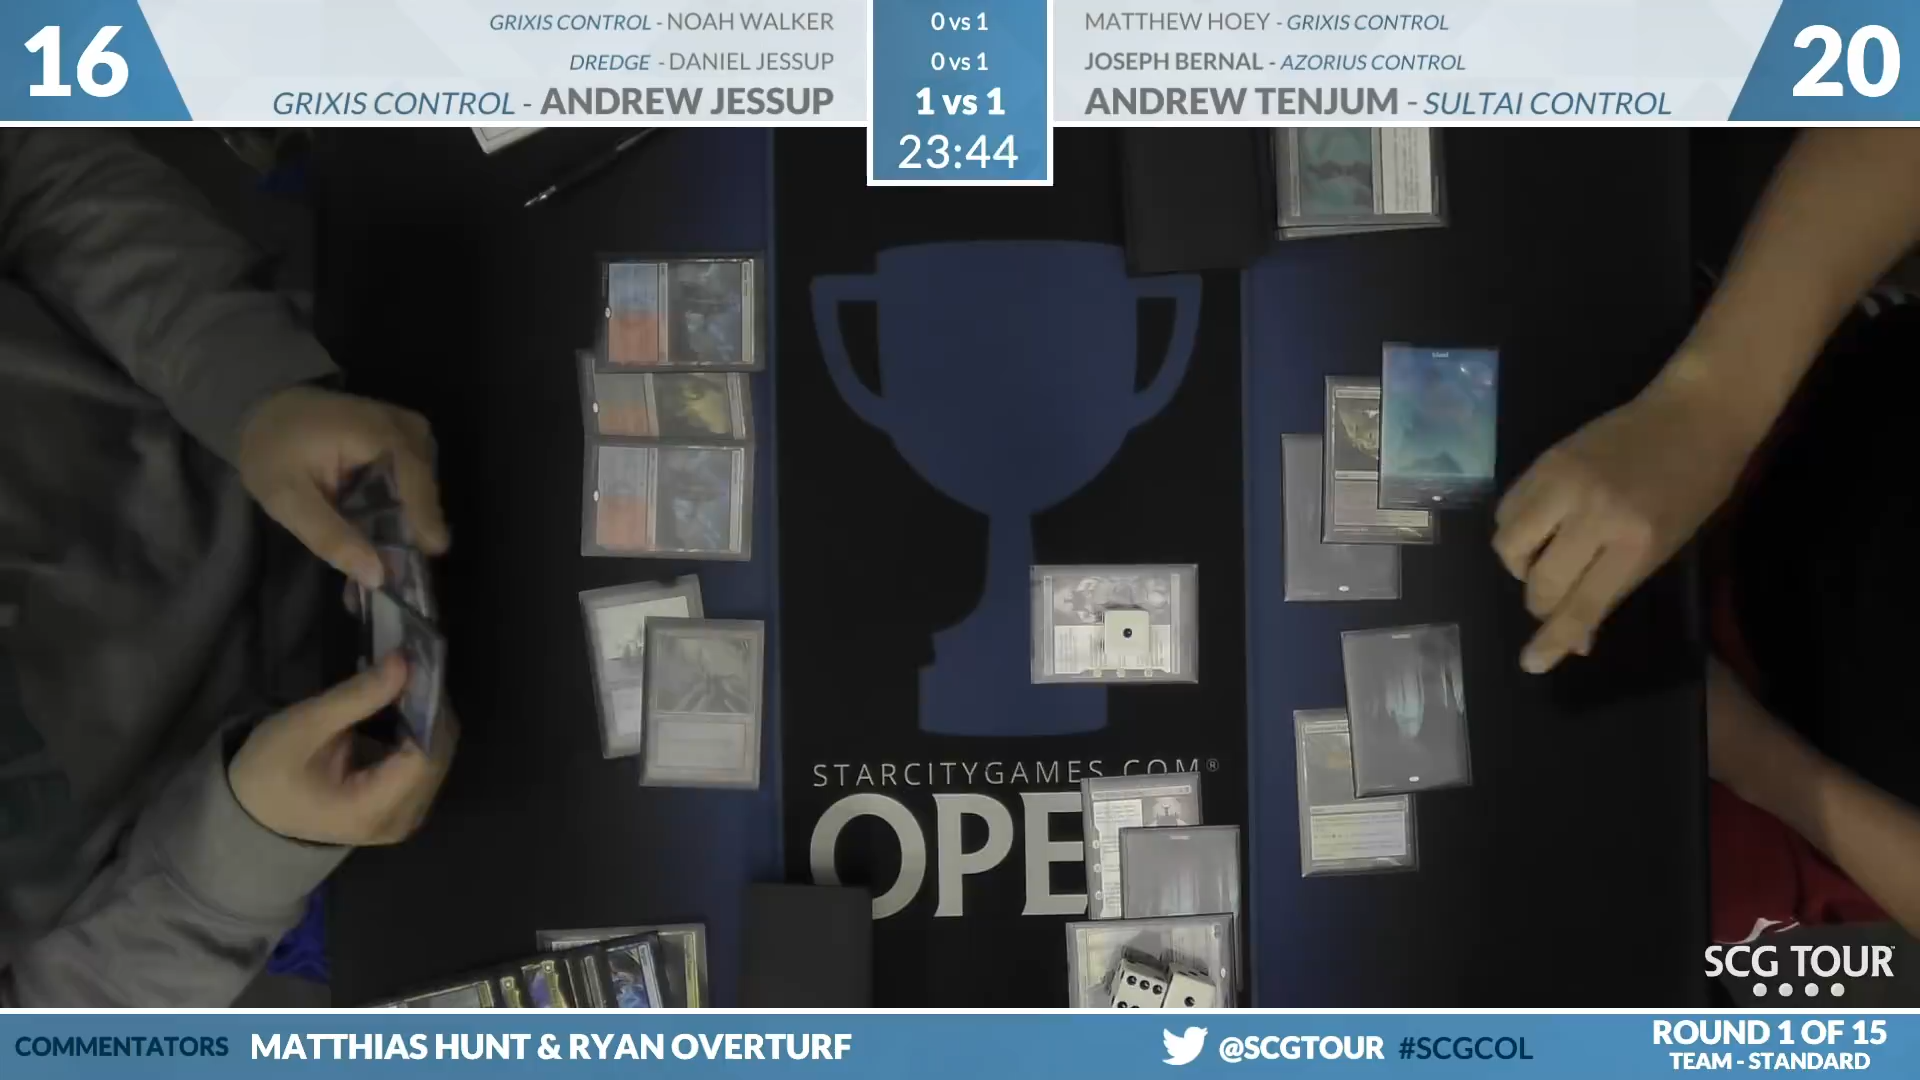 16
GRIXIS CONTROL - NOAH WALKER
DREDGE - DANIEL JESSUP
GRIXIS CONTROL - ANDREW JESSUP
0 vs 1
0 vs 1
1 vs 1
23:44
MATTHEW HOEY - GRIXIS CONTROL
JOSEPH BERNAL - AZORIUS CONTROL
ANDREW TENJUM - SULTAI CONTROL
20
Island
STARCITYGAMES.COM®
OPE
SCG TOUR
COMMENTATORS MATTHIAS HUNT & RYAN OVERTURF
@SCGTOUR #SCGCOL
ROUND 1 OF 15
TEAM - STANDARD